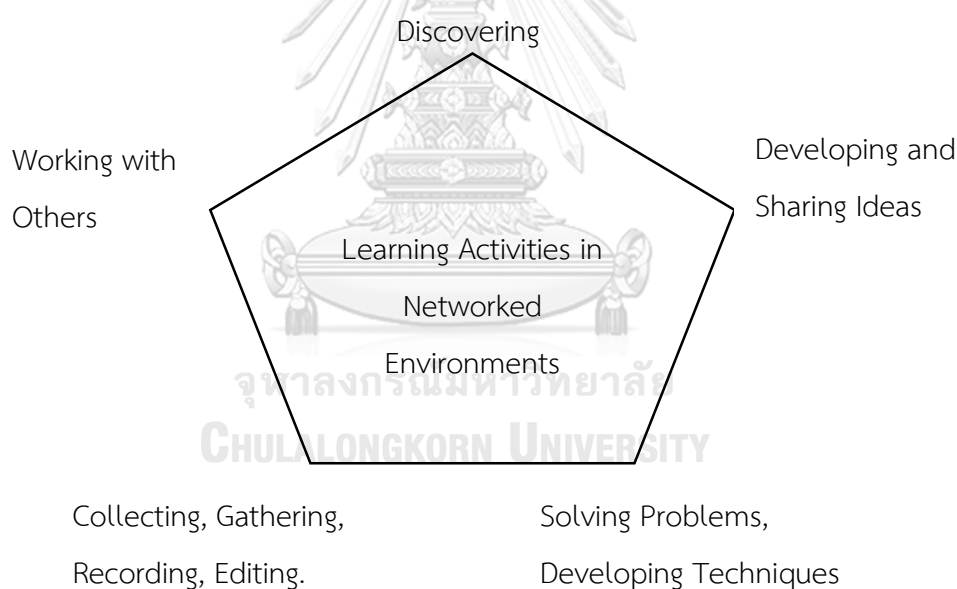 Discovering
Working with
Others
Developing and
Sharing Ideas
Learning Activities in
Networked
Environments
จุฬาลงกรณ์มหาวิทยาลัย
CHULALONGKORN UNIVERSITY
Collecting, Gathering,
Recording, Editing.
Solving Problems,
Developing Techniques